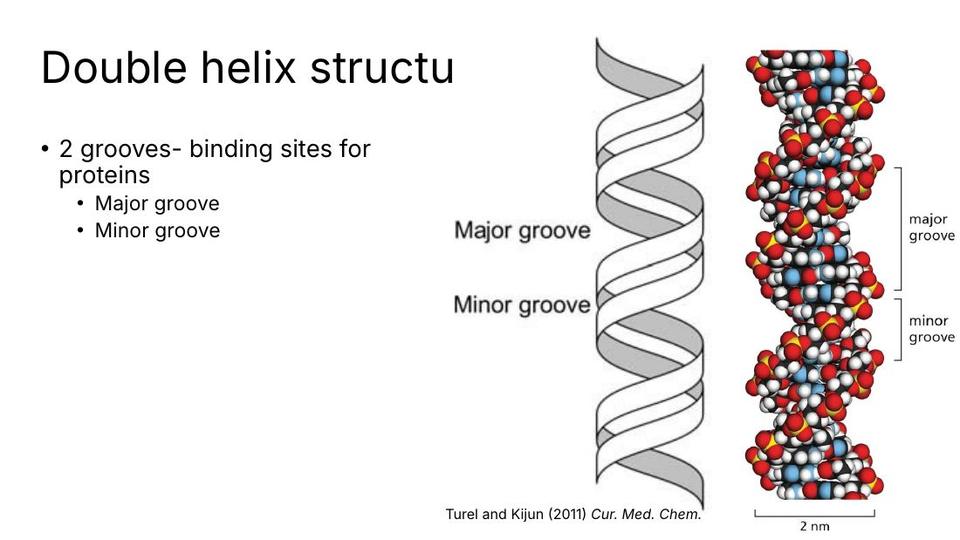 Double helix structu
• 2 grooves- binding sites for
proteins
• Major groove
• Minor groove
Major groove
Minor groove
major
groove
minor
groove
Turel and Kijun (2011) Cur. Med. Chem.
2 nm